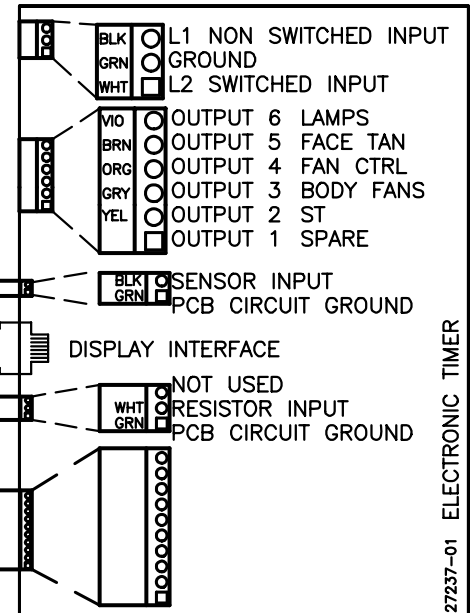 BLK L1 NON SWITCHED INPUT
GRN GROUND
WHT L2 SWITCHED INPUT
VIO OUTPUT 6 LAMPS
BRN OUTPUT 5 FACE TAN
ORG OUTPUT 4 FAN CTRL
GRY OUTPUT 3 BODY FANS
YEL OUTPUT 2 ST
OUTPUT 1 SPARE
BLK SENSOR INPUT
GRN PCB CIRCUIT GROUND
DISPLAY INTERFACE
NOT USED
WHT RESISTOR INPUT
GRN PCB CIRCUIT GROUND
27237-01 ELECTRONIC TIMER